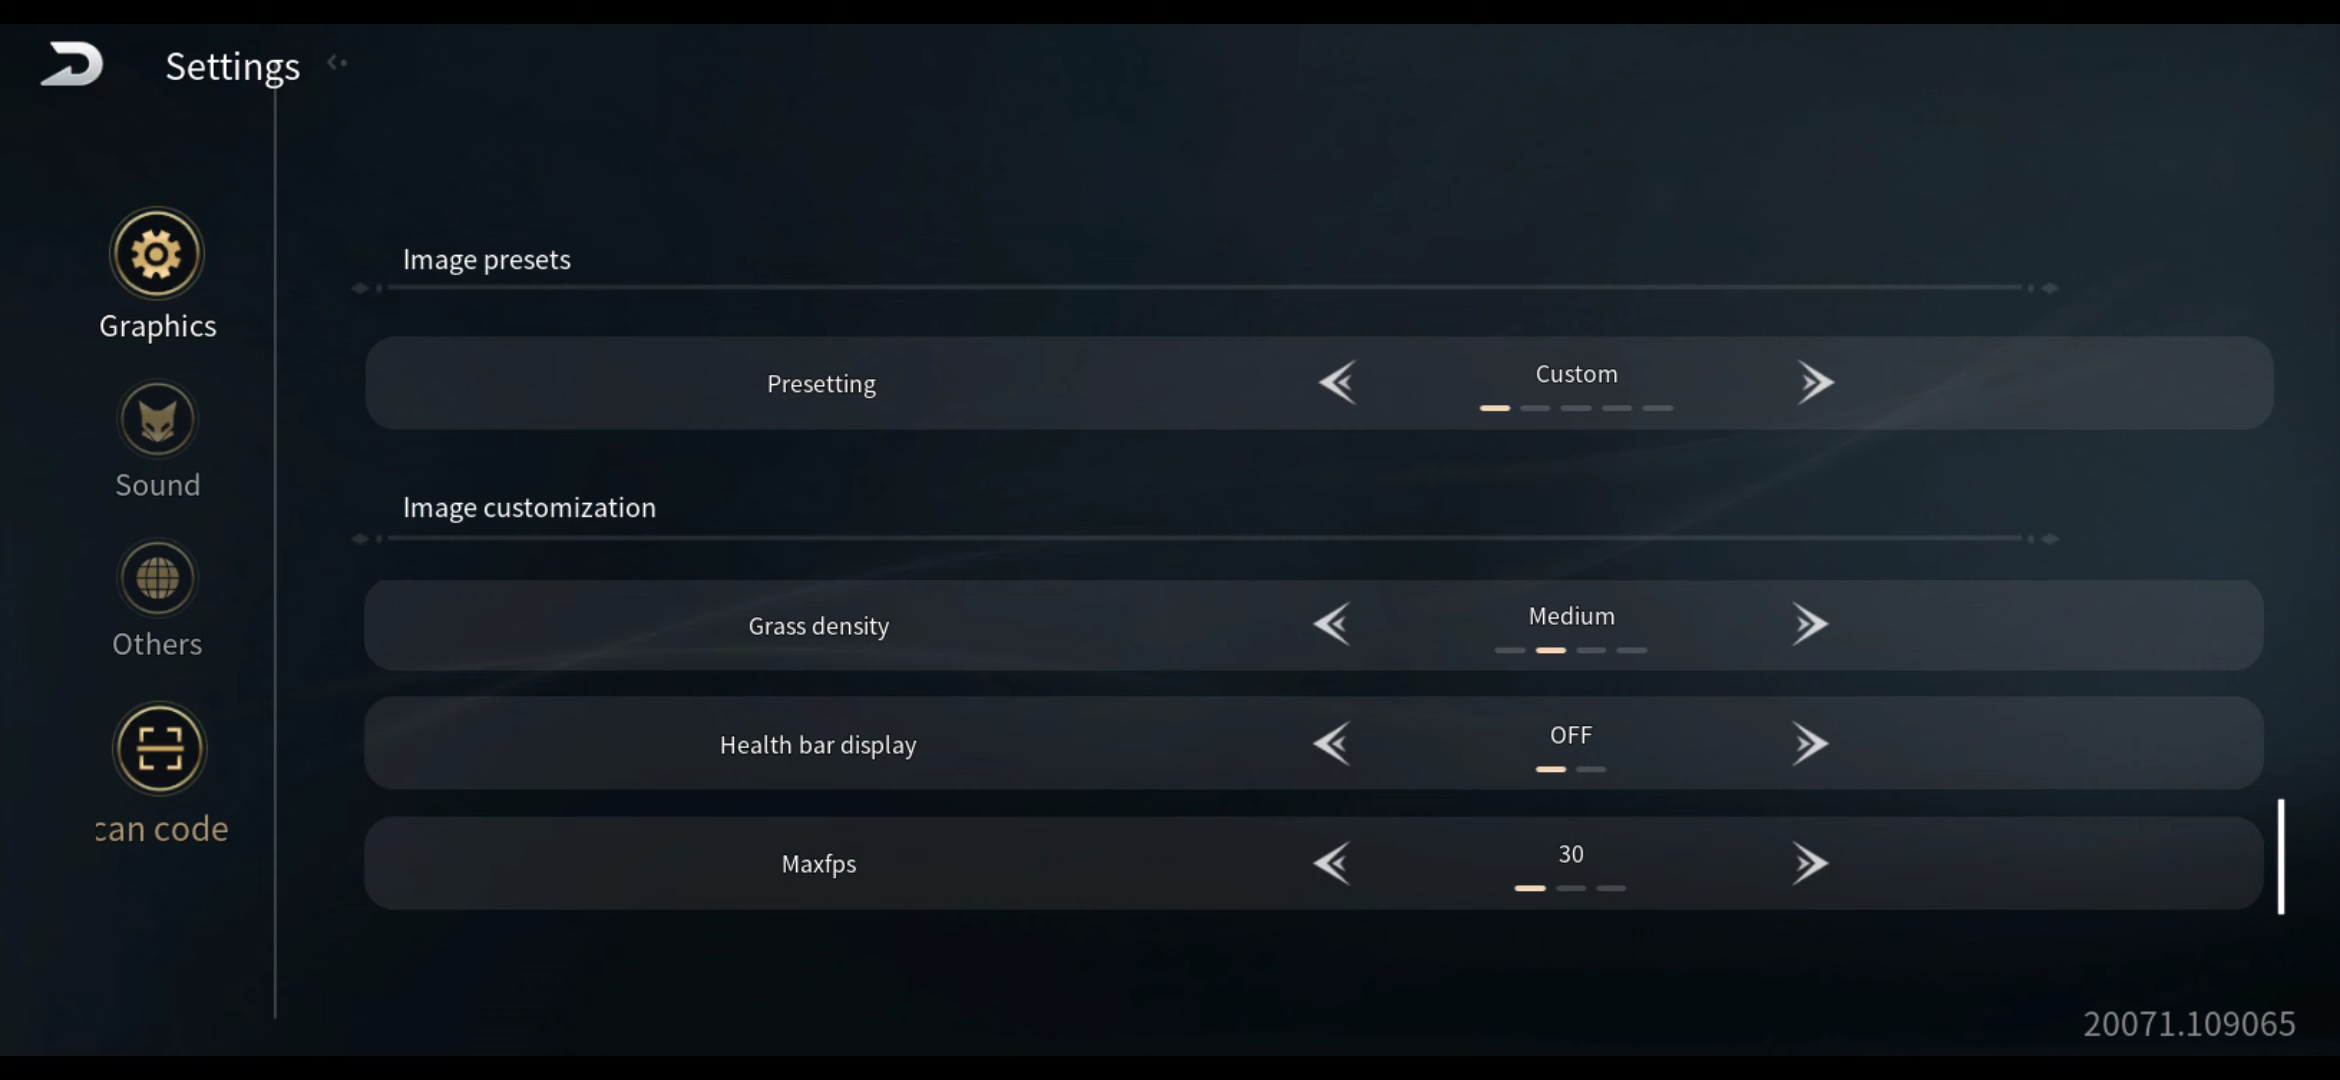 Settings
Graphics
Sound
Others
can code
Image presets
Presetting
Custom
Image customization
Grass density
Medium
Health bar display
OFF
Maxfps
30
20071.109065